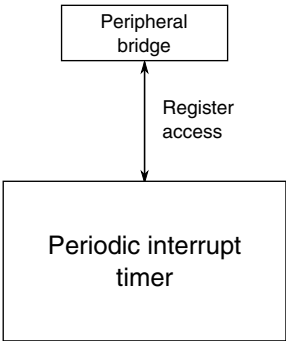 Peripheral
bridge
Register
access
Periodic interrupt
timer